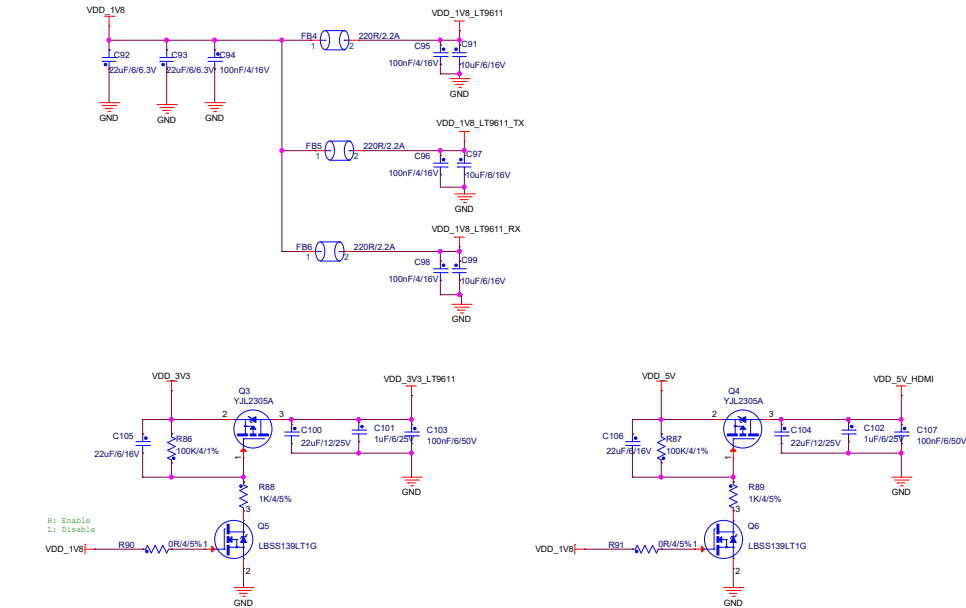 VDD_1V8
C92
22uF/6/6.3V
GND
C93
22uF/6/6.3V
GND
C94
100nF/4/16V
GND
FB4
1
2
220R/2.2A
VDD_1V8_LT9611
C95
100nF/4/16V
C91
10uF/6/16V
GND
FB5
1
2
220R/2.2A
VDD_1V8_LT9611_TX
C96
100nF/4/16V
C97
10uF/6/16V
GND
FB6
1
2
220R/2.2A
VDD_1V8_LT9611_RX
C98
100nF/4/16V
C99
10uF/6/16V
GND
VDD_3V3
Q3
YJL2305A
2
3
1
VDD_3V3_LT9611
C105
22uF/6/16V
R86
100K/4/1%
C100
22uF/12/25V
C101
1uF/6/25V
C103
100nF/6/50V
GND
R88
1K/4/5%
H: Enable
L: Disable
VDD_1V8
R90
0R/4/5%
1
3
Q5
LBSS139LT1G
2
GND
VDD_5V
Q4
YJL2305A
2
3
1
VDD_5V_HDMI
C106
22uF/6/16V
R87
100K/4/1%
C104
22uF/12/25V
C102
1uF/6/25V
C107
100nF/6/50V
GND
R89
1K/4/5%
VDD_1V8
R91
0R/4/5%
1
3
Q6
LBSS139LT1G
2
GND